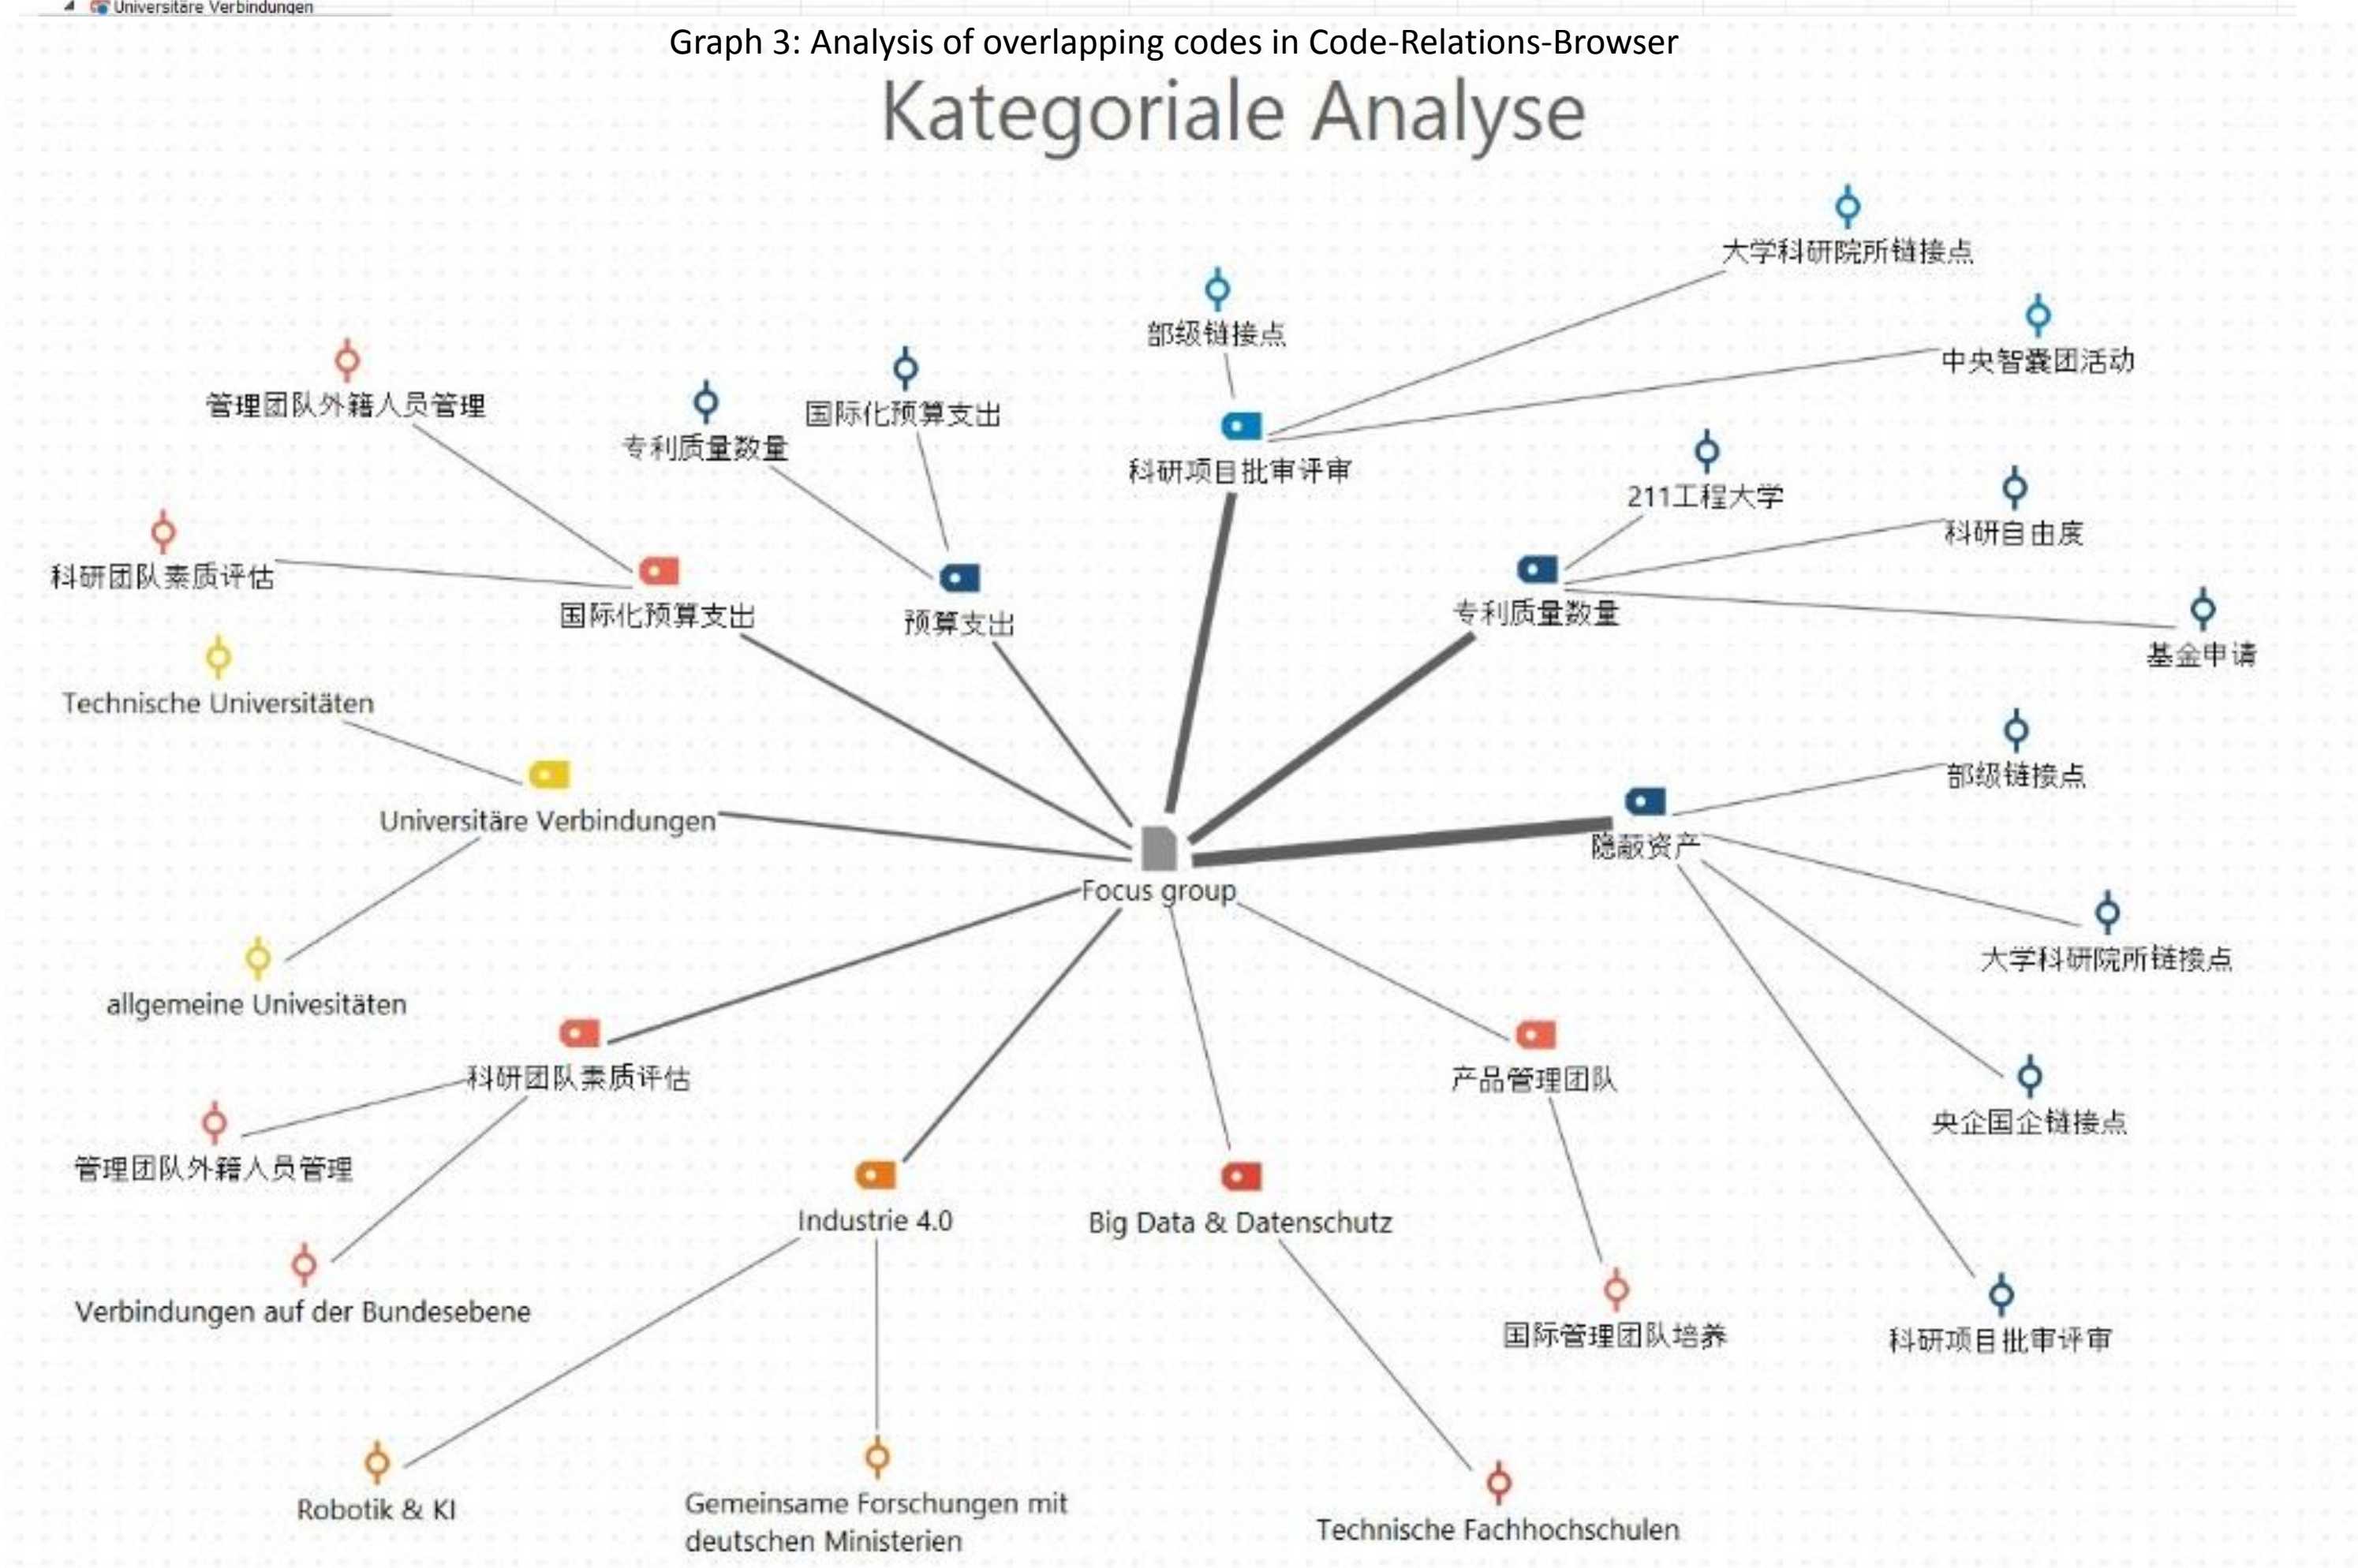 Universitäre Verbindungen
Graph 3: Analysis of overlapping codes in Code-Relations-Browser
Kategoriale Analyse
大学科研院所链接点
部级链接点
中央智囊团活动
管理团队外籍人员管理
国际化预算支出
专利质量数量
科研项目批审评审
211工程大学
科研自由度
科研团队素质评估
国际化预算支出
预算支出
专利质量数量
基金申请
Technische Universitäten
部级链接点
Universitäre Verbindungen
隐蔽资产
Focus group
大学科研院所链接点
allgemeine Univesitäten
科研团队素质评估
产品管理团队
央企国企链接点
管理团队外籍人员管理
Industrie 4.0
Big Data & Datenschutz
Verbindungen auf der Bundesebene
国际管理团队培养
科研项目批审评审
Robotik & KI
Gemeinsame Forschungen mit
deutschen Ministerien
Technische Fachhochschulen